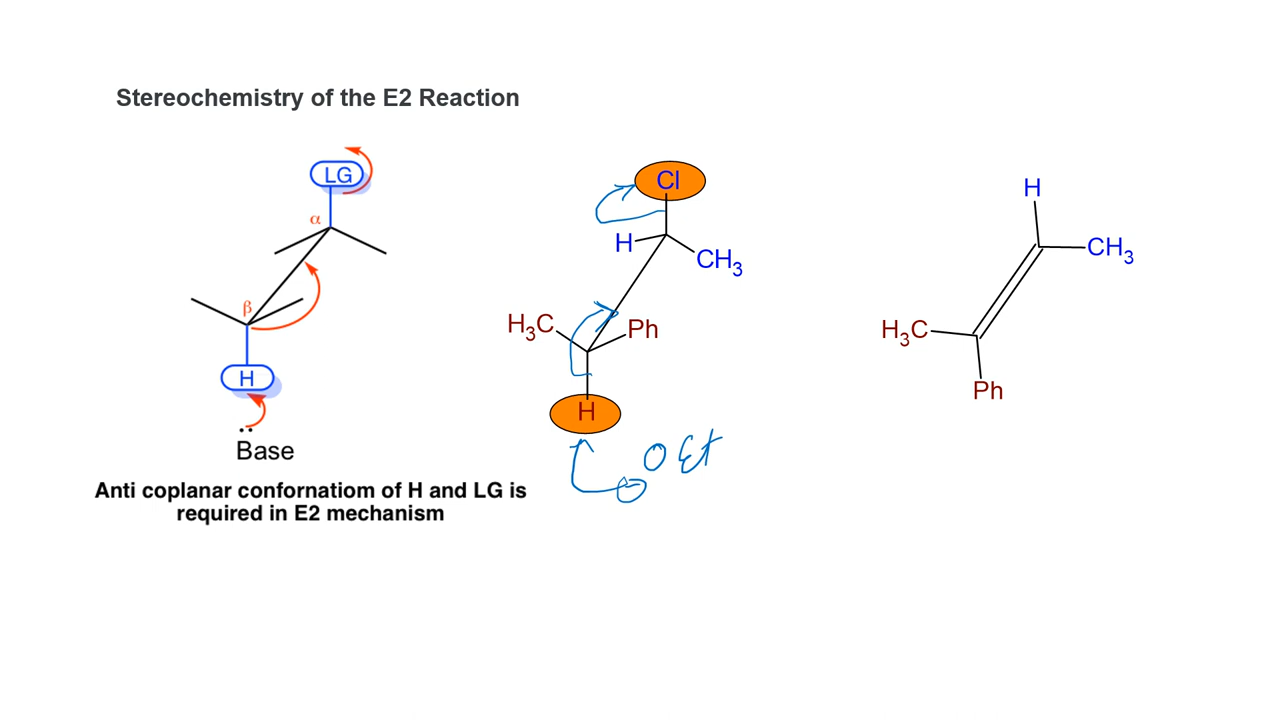 Stereochemistry of the E2 Reaction
LG
α
β
H
Base
Anti coplanar confornatiom of H and LG is
required in E2 mechanism
Cl
H
CH3
H3C
Ph
H
OEt
H
CH3
H3C
Ph